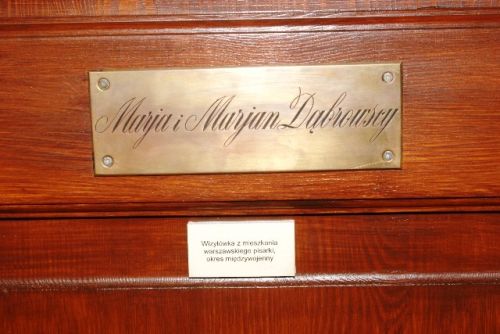 Marja i Marjan Dąbrowscy
Wizytówka z mieszkania
warszawskiego pisarki,
okres międzywojenny